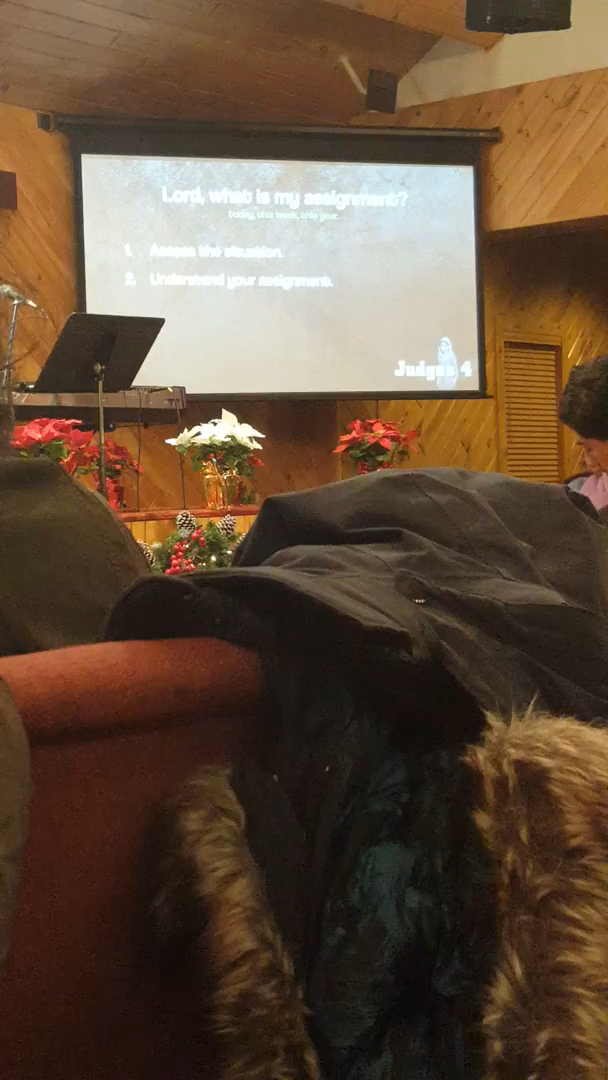 Lord, what is my assignment?
today, this week, this year...
1. Assess the situation.
2. Understand your assignment.
Judges 4